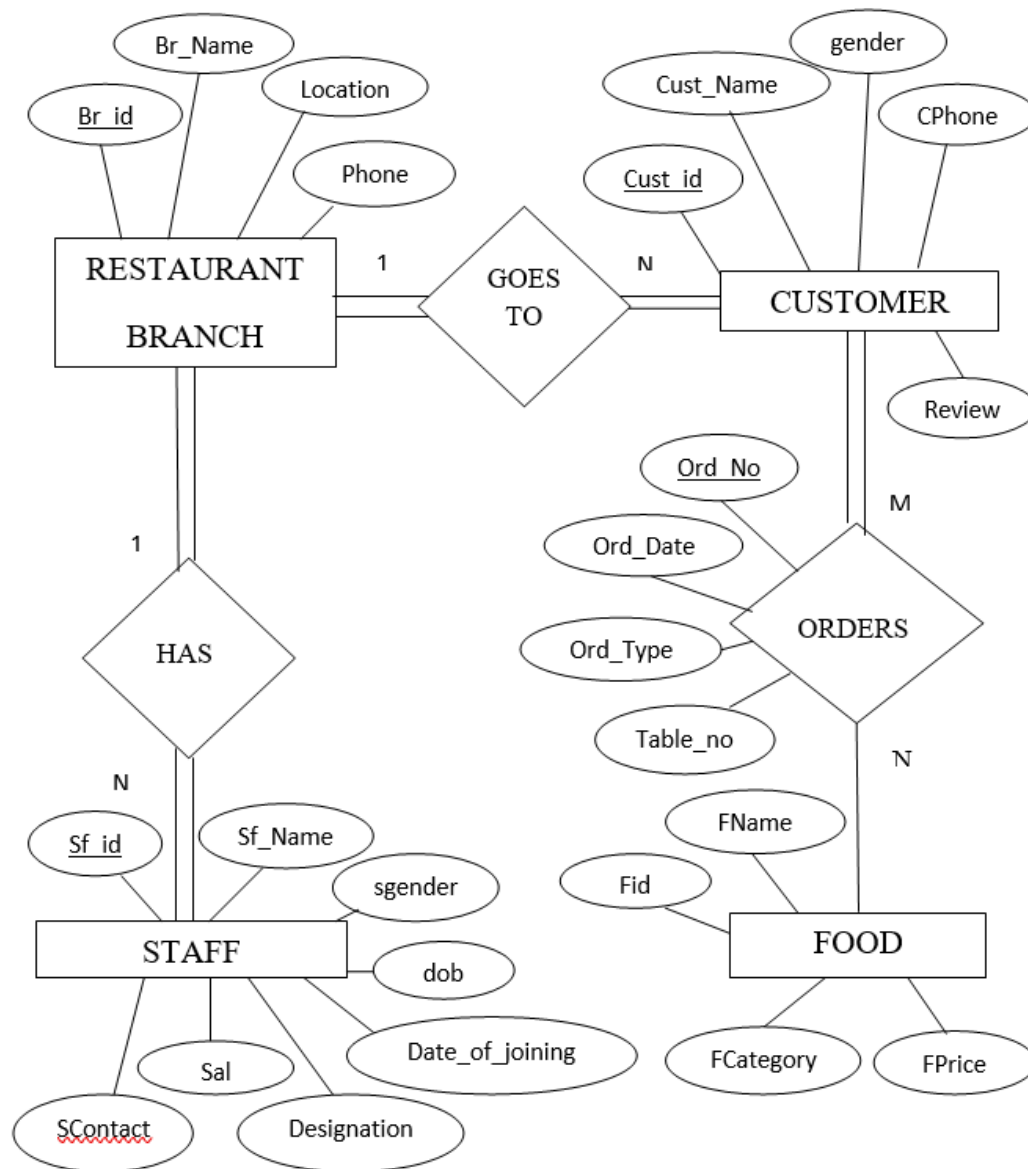 Br_Name
gender
Location
Cust_Name
Br_id
CPhone
Phone
Cust_id
RESTAURANT
BRANCH
1
GOES
TO
N
CUSTOMER
Review
Ord_No
M
1
Ord_Date
HAS
ORDERS
Ord_Type
Table_no
N
N
Sf_id
Sf_Name
FName
sgender
Fid
STAFF
FOOD
dob
Date_of_joining
FCategory
FPrice
Sal
SContact
Designation